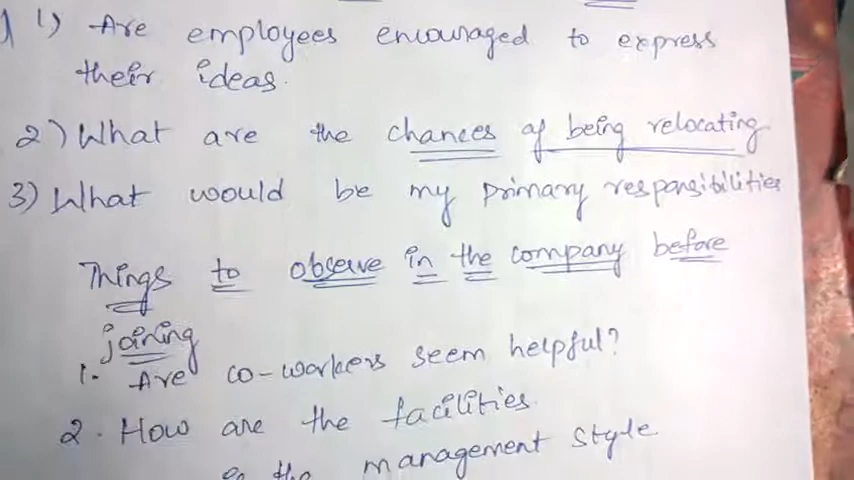 1) Are employees encouraged to express
their ideas.
2) What are the chances of being relocating
3) What would be my primary responsibilities
Things to observe in the company before
joining
1. Are co-workers seem helpful?
2. How are the facilities.
the management style